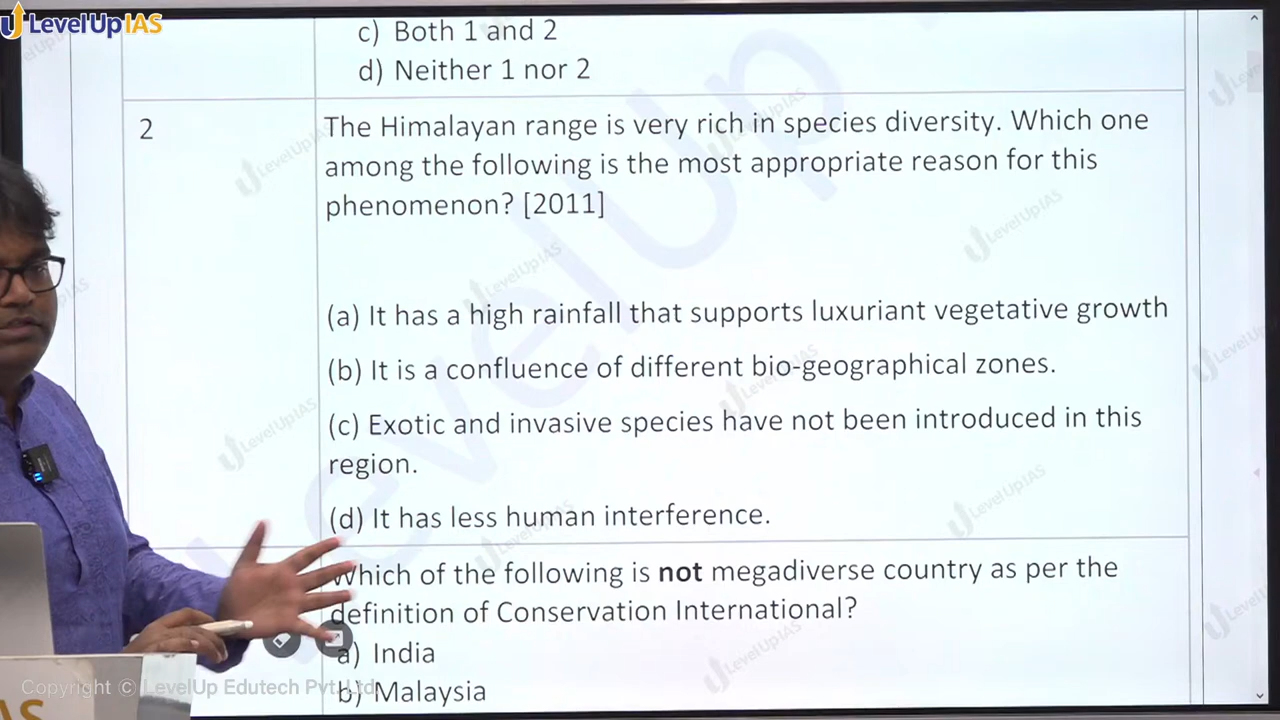 LevelUp IAS
c) Both 1 and 2
d) Neither 1 nor 2
2
The Himalayan range is very rich in species diversity. Which one
among the following is the most appropriate reason for this
phenomenon? [2011]
(a) It has a high rainfall that supports luxuriant vegetative growth
(b) It is a confluence of different bio-geographical zones.
(c) Exotic and invasive species have not been introduced in this
region.
(d) It has less human interference.
Which of the following is not megadiverse country as per the
definition of Conservation International?
a) India
b) Malaysia
Copyright © LevelUp Edutech Pvt. Ltd
AS